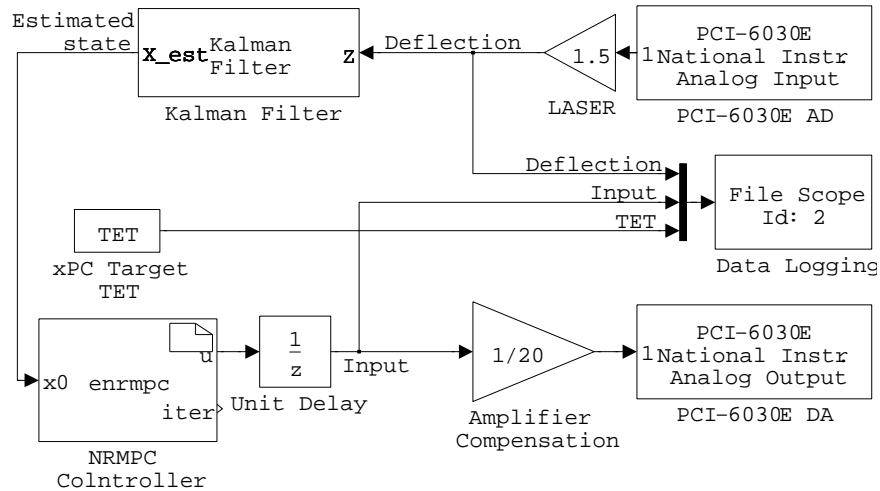 Estimated
state
X_est
Kalman
Filter
Z
Kalman Filter
Deflection
1.5
LASER
1
PCI-6030E
National Instr.
Analog Input
PCI-6030E AD
Deflection
Input
TET
File Scope
Id: 2
Data Logging
TET
xPC Target
TET
x0
enrmpc
u
iter
NRMPC
Colntroller
1
z
Unit Delay
Input
1/20
Amplifier
Compensation
1
PCI-6030E
National Instr.
Analog Output
PCI-6030E DA